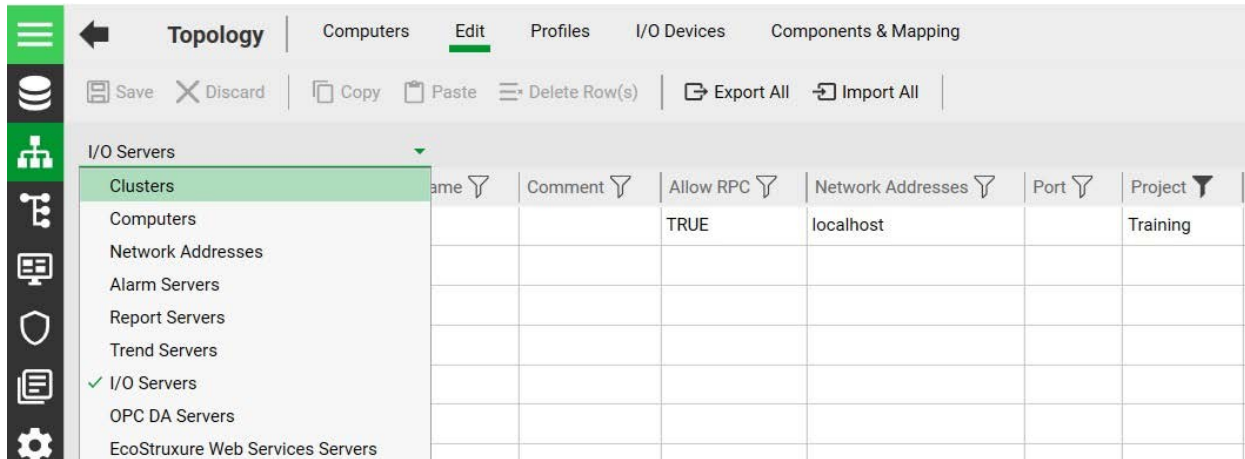 Topology Computers Edit Profiles I/O Devices Components & Mapping
Save Discard Copy Paste Delete Row(s) Export All Import All
I/O Servers
Clusters
ame Comment Allow RPC Network Addresses Port Project
Computers
TRUE localhost Training
Network Addresses
Alarm Servers
Report Servers
Trend Servers
I/O Servers
OPC DA Servers
EcoStruxure Web Services Servers